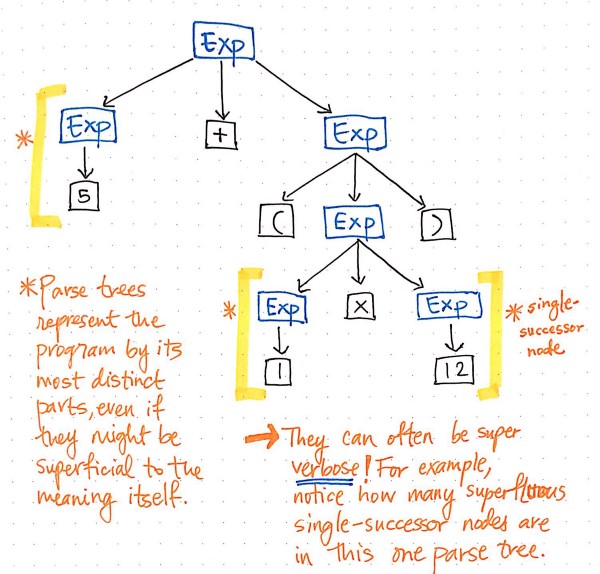 Exp
* Exp + Exp
5
( Exp )
* Exp x Exp * single-
successor
node
1 12
*Parse trees
represent the
program by its
most distinct
parts, even if
they might be
superficial to the
meaning itself.
→ They can often be super
verbose! For example,
notice how many superfluous
single-successor nodes are
in this one parse tree.